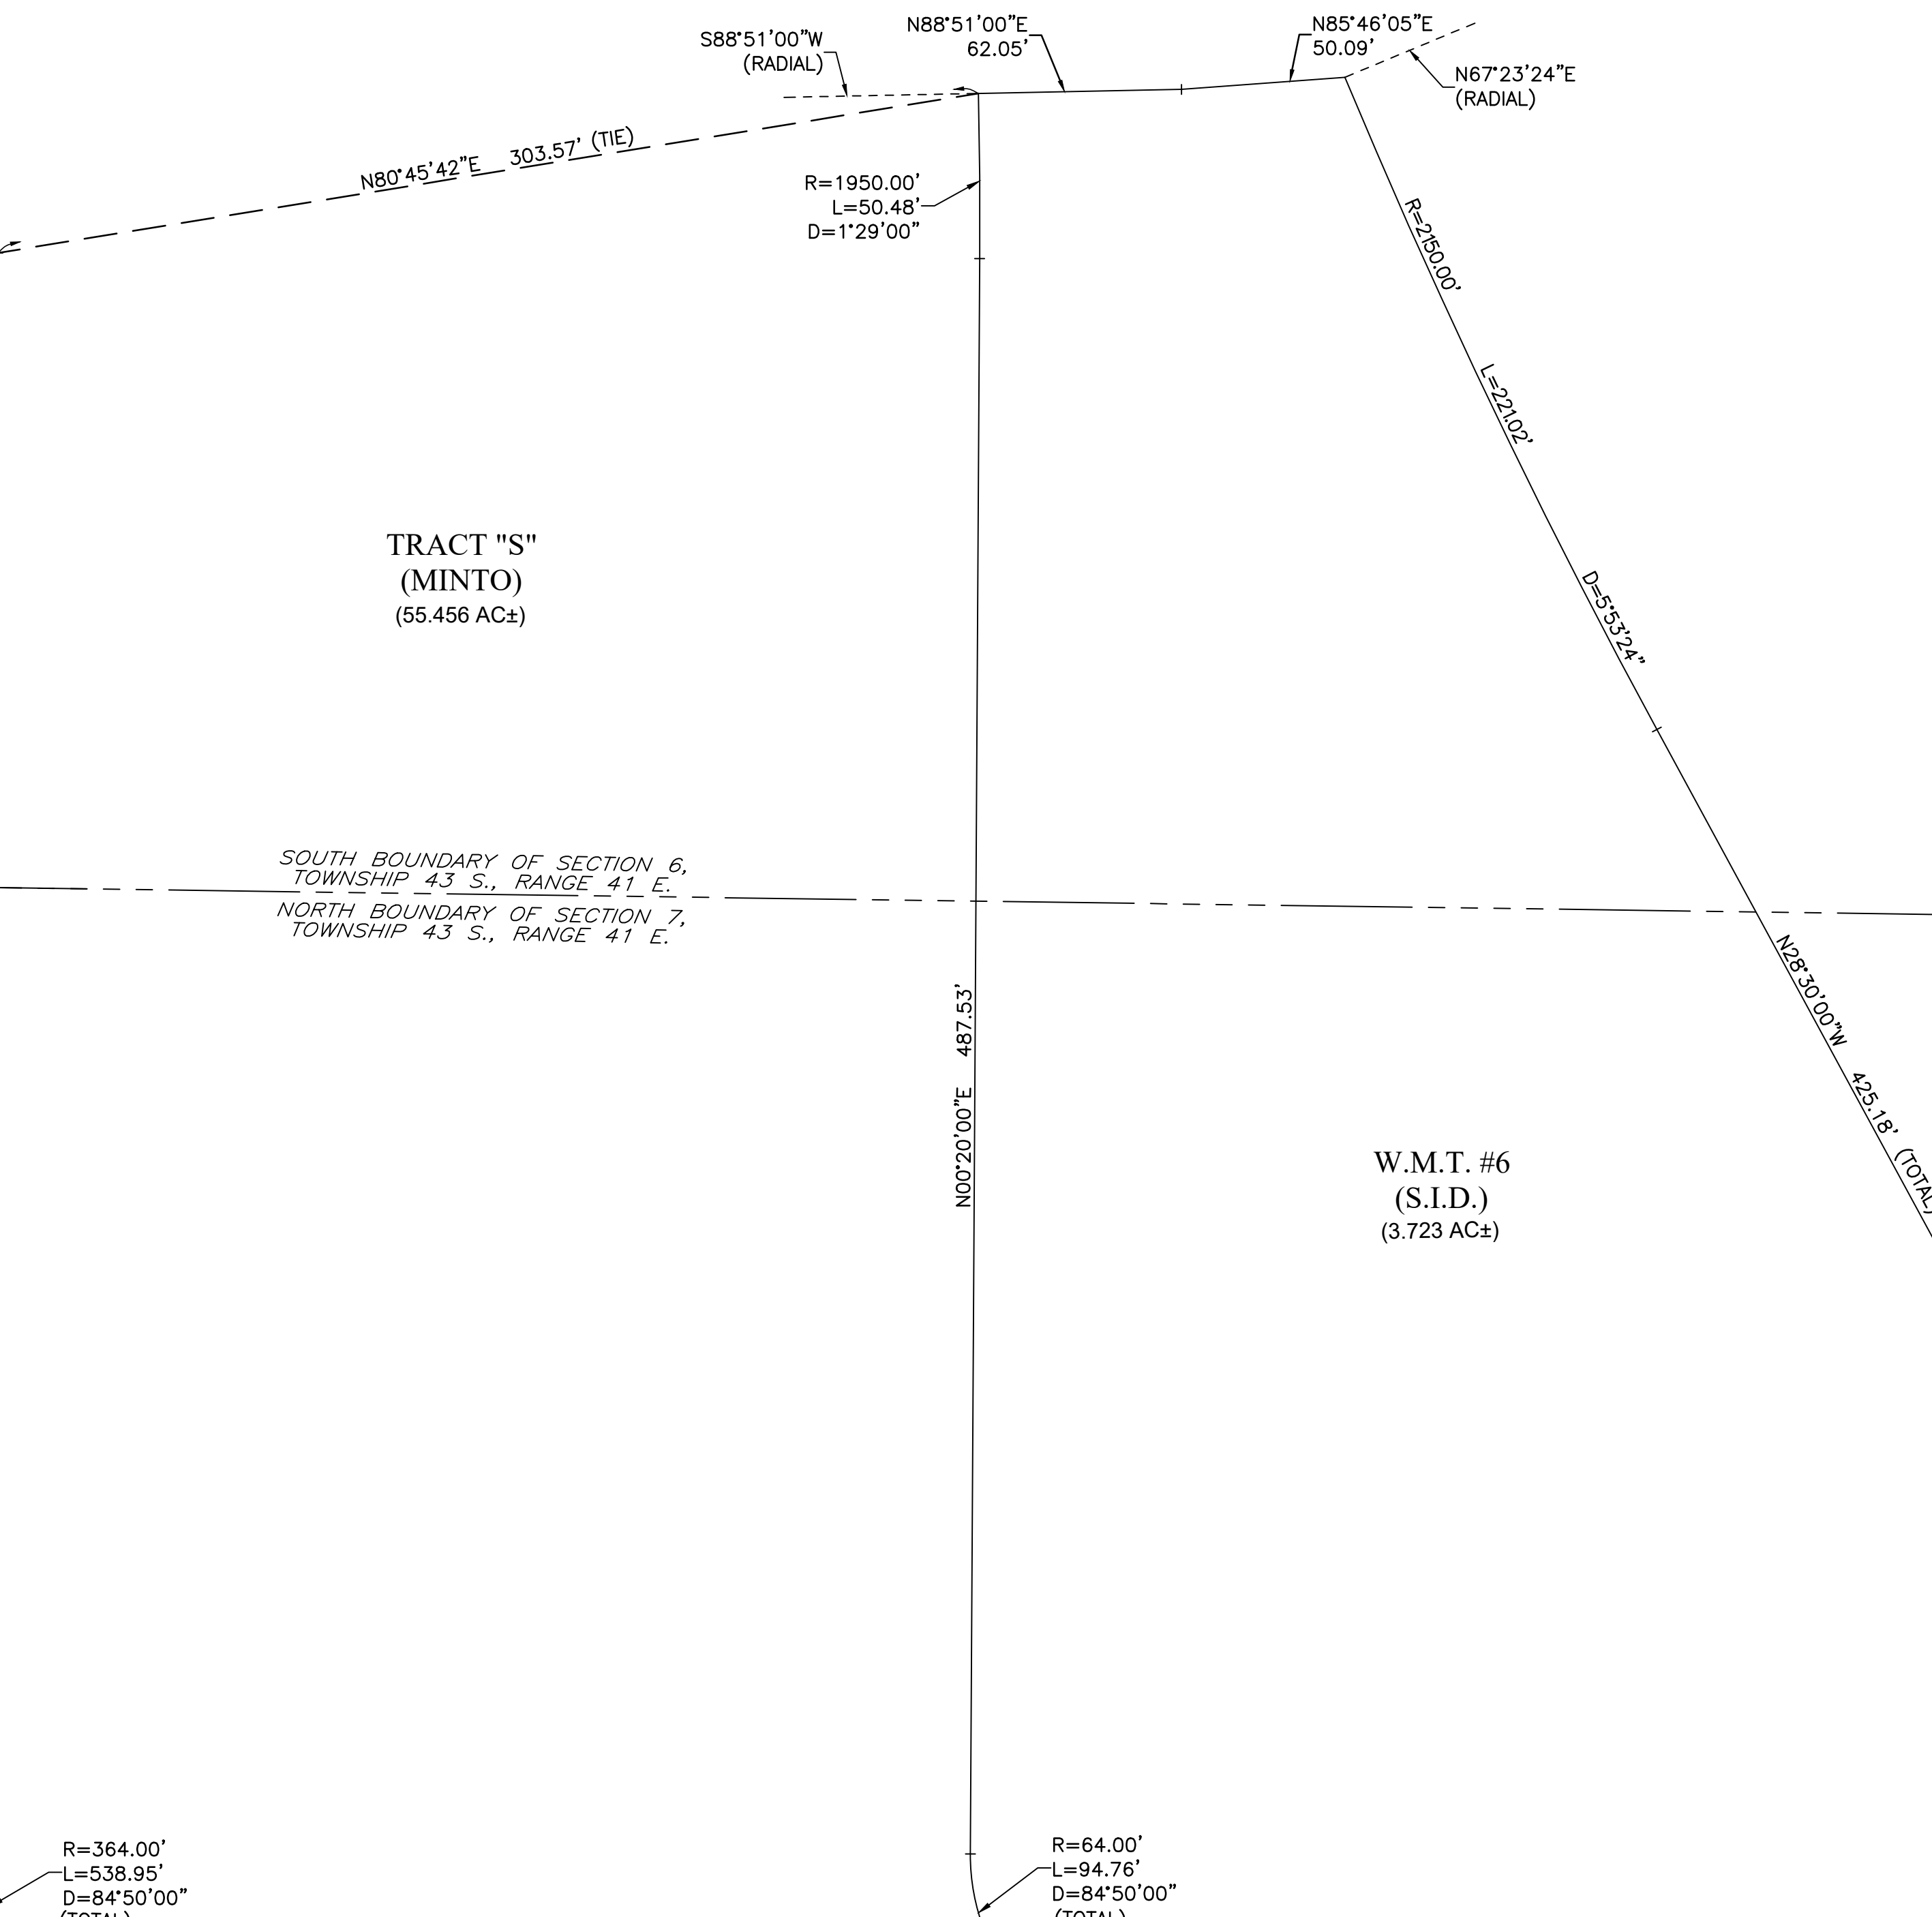 N88°51'00"E
62.05'
N85°46'05"E
50.09'
S88°51'00"W
(RADIAL)
N67°23'24"E
(RADIAL)
N80°45'42"E 303.57' (TIE)
R=1950.00'
L=50.48'
D=1°29'00"
R=2150.00'
L=221.02'
D=5°53'24"
TRACT "S"
(MINTO)
(55.456 AC±)
SOUTH BOUNDARY OF SECTION 6,
TOWNSHIP 43 S., RANGE 41 E.
NORTH BOUNDARY OF SECTION 7,
TOWNSHIP 43 S., RANGE 41 E.
N28°30'00"W 425.18' (TOTAL)
N00°20'00"E 487.53'
W.M.T. #6
(S.I.D.)
(3.723 AC±)
R=364.00'
L=538.95'
D=84°50'00"
(TOTAL)
R=64.00'
L=94.76'
D=84°50'00"
(TOTAL)